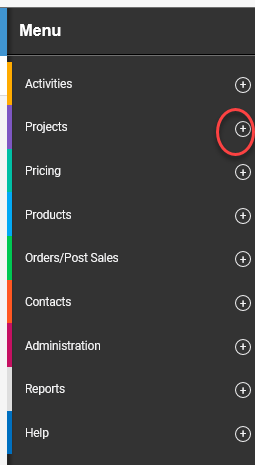 Menu
Activities
Projects
Pricing
Products
Orders/Post Sales
Contacts
Administration
Reports
Help